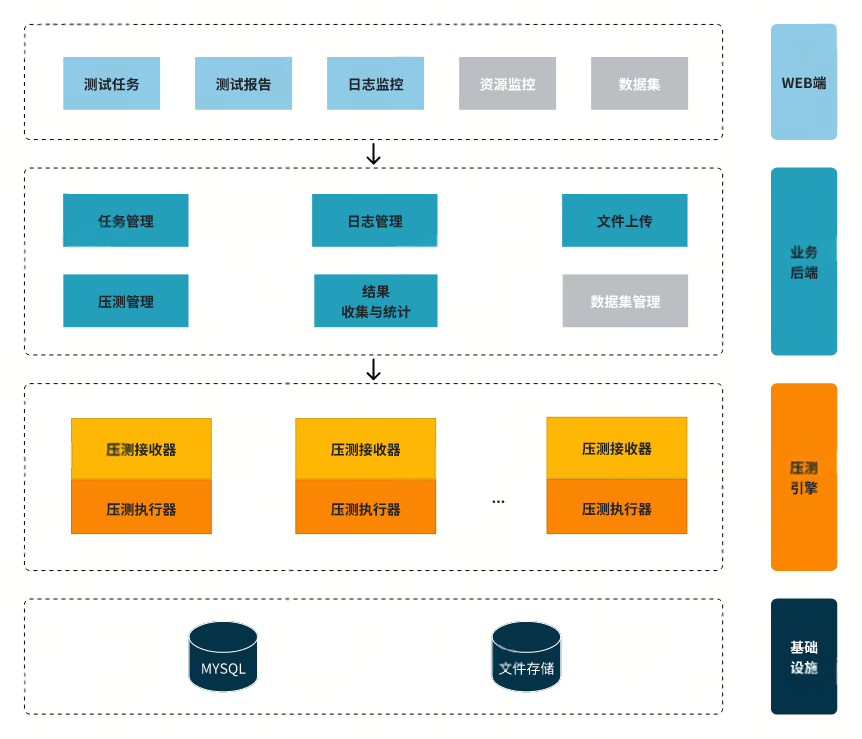 测试任务
测试报告
日志监控
资源监控
数据集
WEB端
任务管理
日志管理
文件上传
压测管理
结果
收集与统计
数据集管理
业务
后端
压测接收器
压测接收器
压测接收器
压测执行器
压测执行器
...
压测执行器
压测
引擎
MYSQL
文件存储
基础
设施